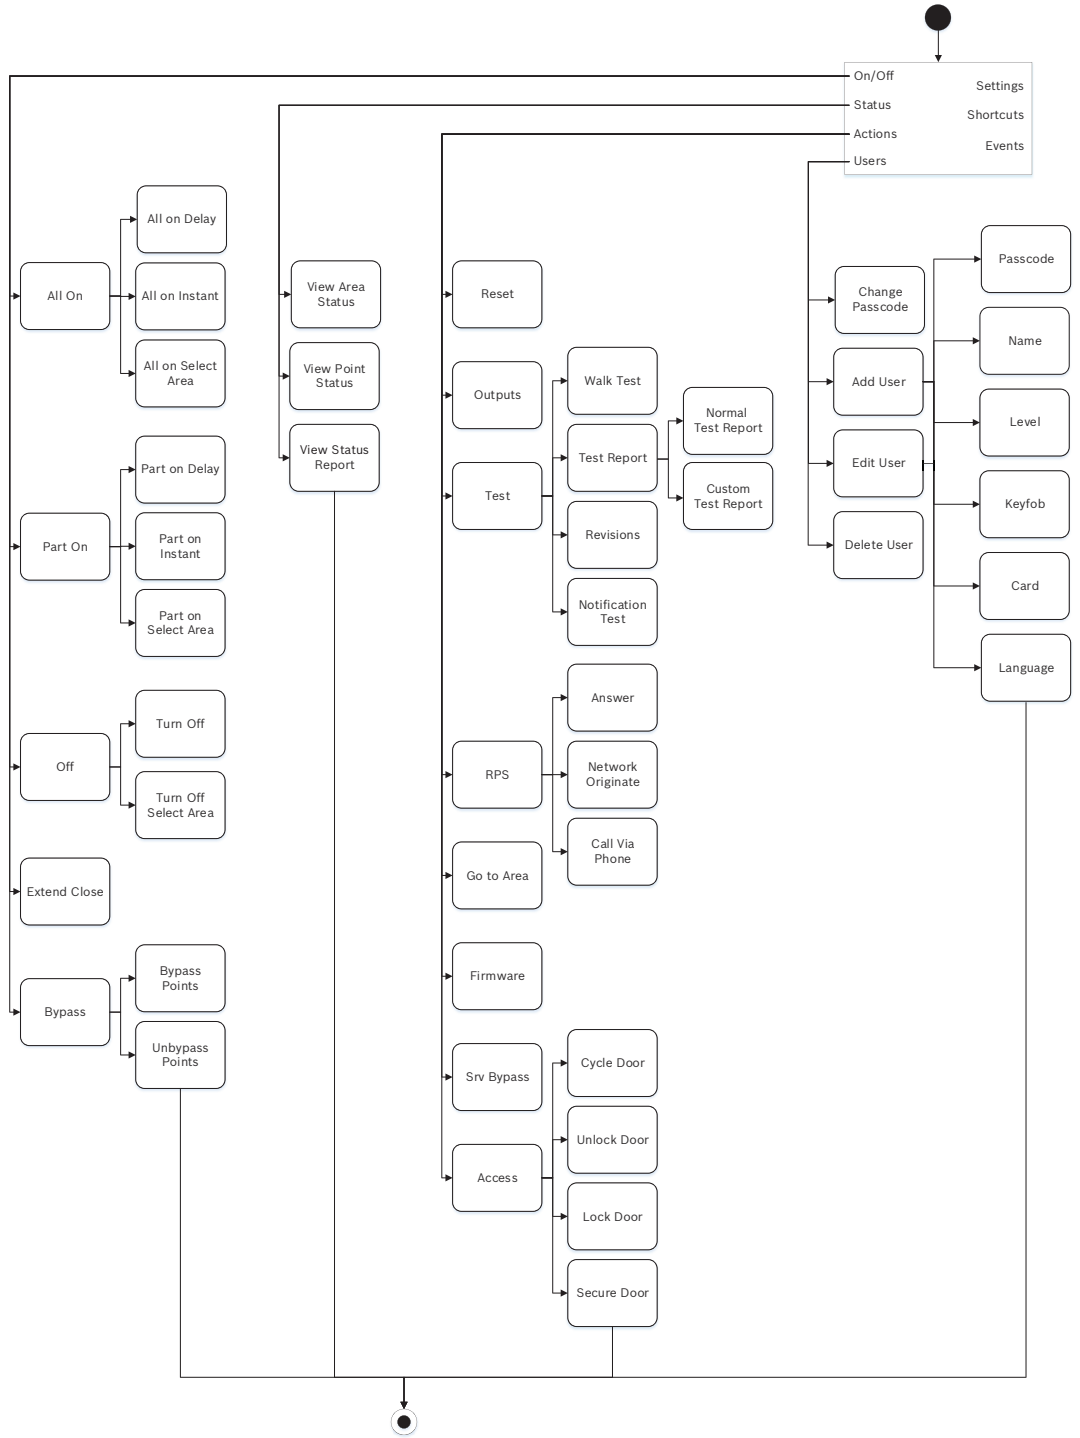 On/Off
Settings
Status
Shortcuts
Actions
Events
Users
All On
All on Delay
All on Instant
All on Select
Area
Part On
Part on Delay
Part on
Instant
Part on
Select Area
Off
Turn Off
Turn Off
Select Area
Extend Close
Bypass
Bypass
Points
Unbypass
Points
View Area
Status
View Point
Status
View Status
Report
Reset
Outputs
Test
Walk Test
Test Report
Normal
Test Report
Custom
Test Report
Revisions
Notification
Test
RPS
Answer
Network
Originate
Call Via
Phone
Go to Area
Firmware
Srv Bypass
Access
Cycle Door
Unlock Door
Lock Door
Secure Door
Change
Passcode
Add User
Edit User
Delete User
Passcode
Name
Level
Keyfob
Card
Language